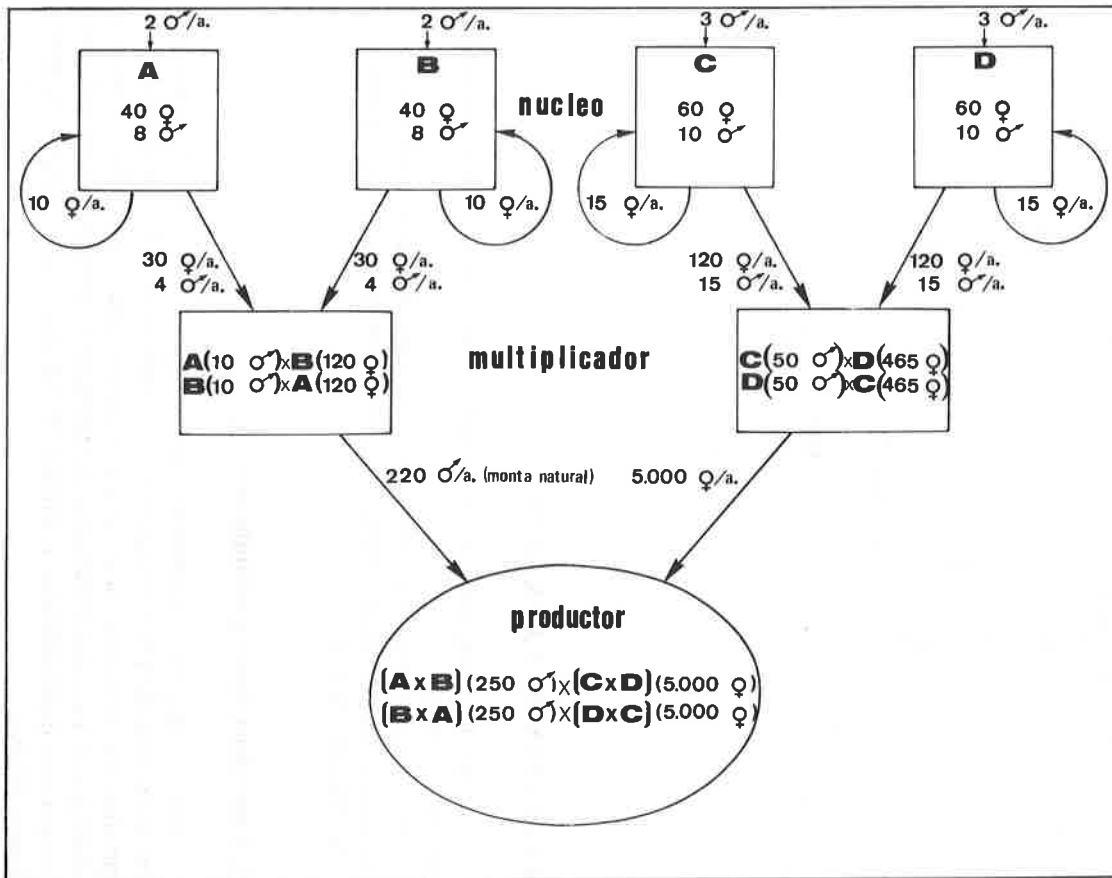 2 ♂/a. 2 ♂/a. 3 ♂/a. 3 ♂/a.
A B C D
nucleo
40 ♀ 40 ♀ 60 ♀ 60 ♀
8 ♂ 8 ♂ 10 ♂ 10 ♂
10 ♀/a. 10 ♀/a. 15 ♀/a. 15 ♀/a.
30 ♀/a. 30 ♀/a. 120 ♀/a. 120 ♀/a.
4 ♂/a. 4 ♂/a. 15 ♂/a. 15 ♂/a.
multiplicador
A(10 ♂)xB(120 ♀)
B(10 ♂)xA(120 ♀)
C(50 ♂)xD(465 ♀)
D(50 ♂)xC(465 ♀)
220 ♂/a. (monta natural) 5.000 ♀/a.
productor
(AxB)(250 ♂)x(CxD)(5.000 ♀)
(BxA)(250 ♂)x(DxC)(5.000 ♀)